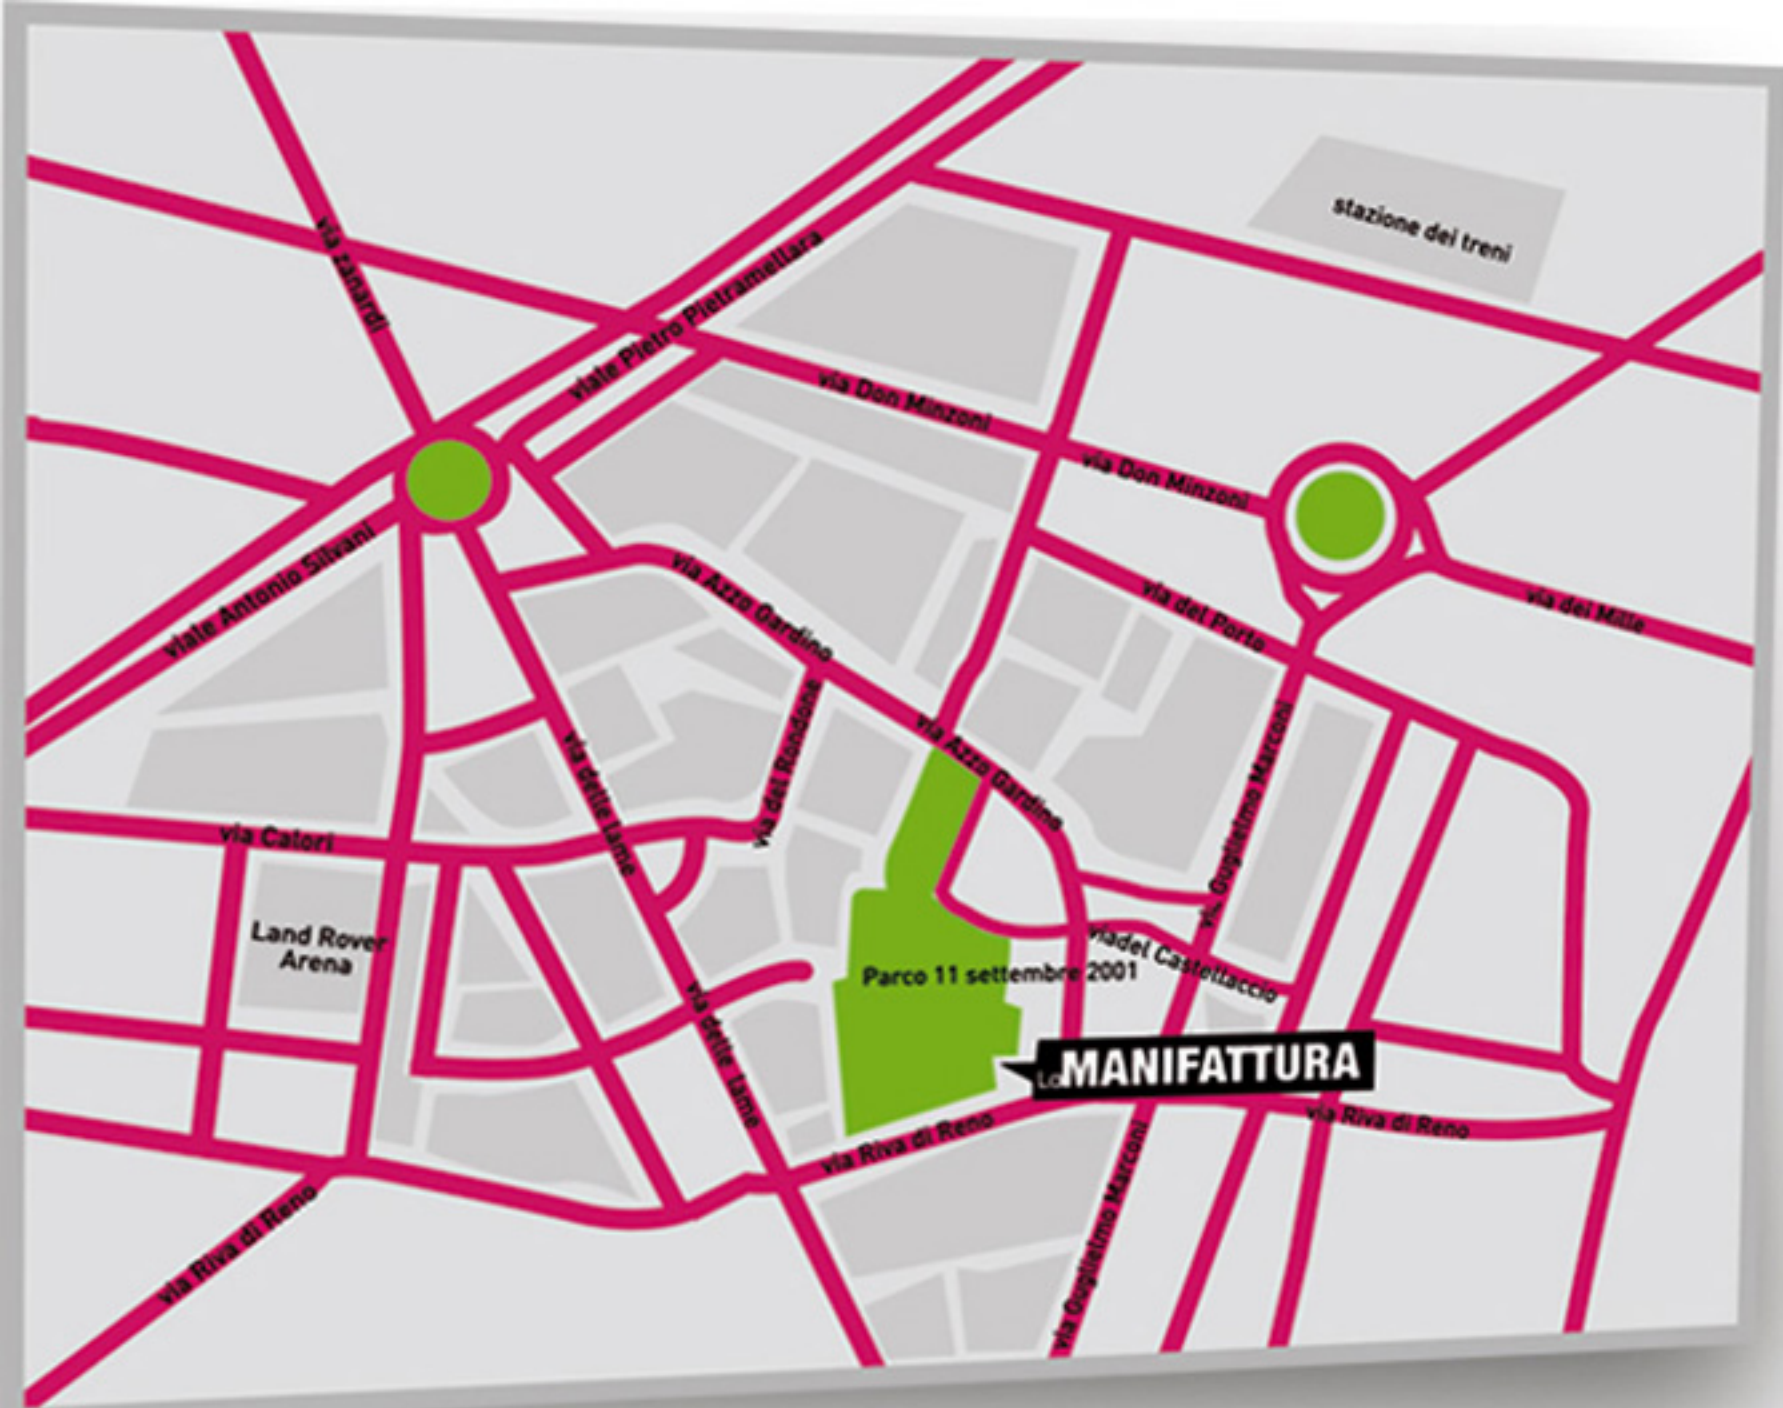 stazione dei treni
via zanardi
viale Pietro Pietramellara
via Don Minzoni
via Don Minzoni
viale Antonio Silvani
via Azzo Gardino
via del Porto
via dei Mille
via del Rondone
via Azzo Gardino
via delle lame
via Guglielmo Marconi
via Calori
Land Rover
Arena
viadel Castellaccio
Parco 11 settembre 2001
via delle lame
La MANIFATTURA
via Riva di Reno
via Riva di Reno
via Riva di Reno
via Guglielmo Marconi